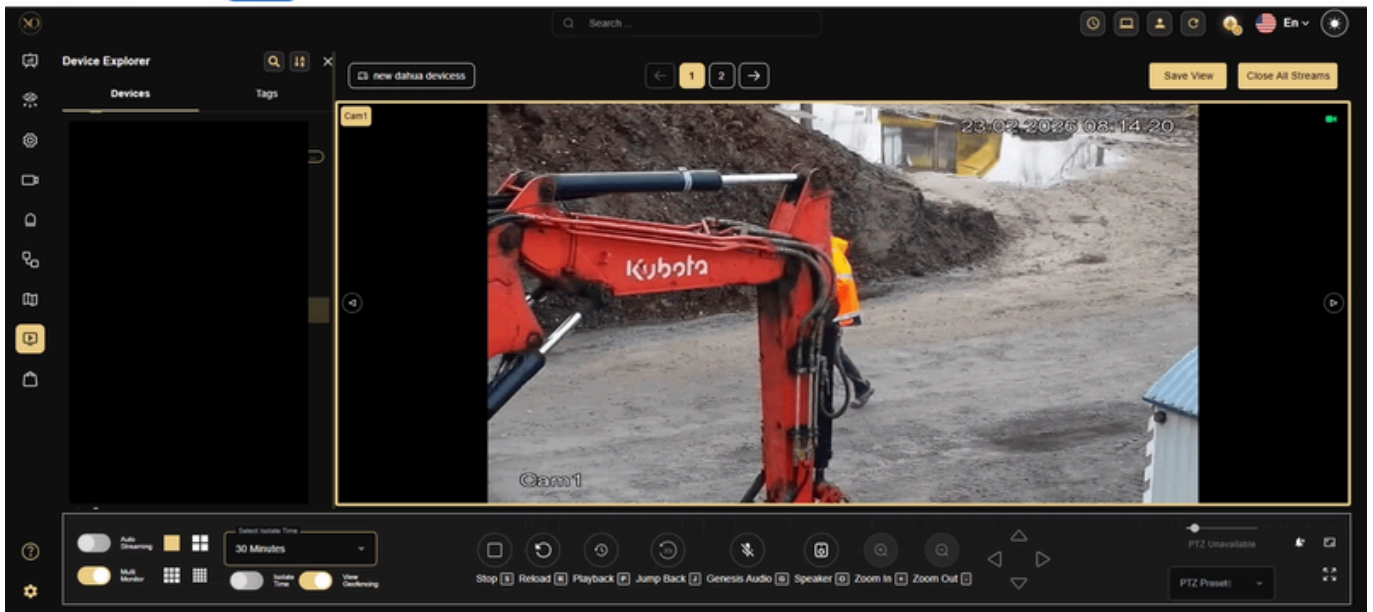 Search ...
En
Device Explorer
Devices
Tags
new dahua devicess
1
2
Save View
Close All Streams
Cam1
23-02-2026 08:14:20
Kubota
Cam1
Auto Streaming
Multi Monitor
Select Isolate Time
30 Minutes
Isolate Time
View Geofencing
Stop S
Reload R
Playback P
Jump Back J
Genesis Audio G
Speaker O
Zoom In +
Zoom Out -
PTZ Unavailable
PTZ Preset: